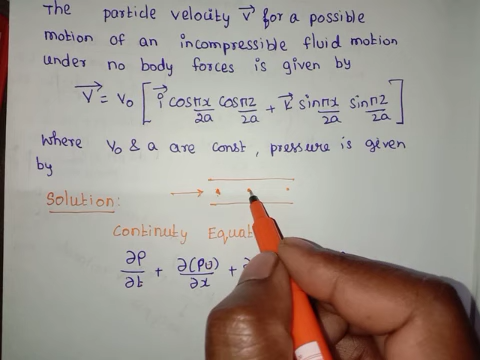 The particle velocity V⃗ for a possible
motion of an incompressible fluid motion
under no body forces is given by
V⃗ = V₀ [ i⃗ cos πx/2a cos πz/2a + k⃗ sin πx/2a sin πz/2a ]
where V₀ & a are const, pressure is given
by
Solution:
Continuity
∂ρ/∂t + ∂(ρu)/∂x +